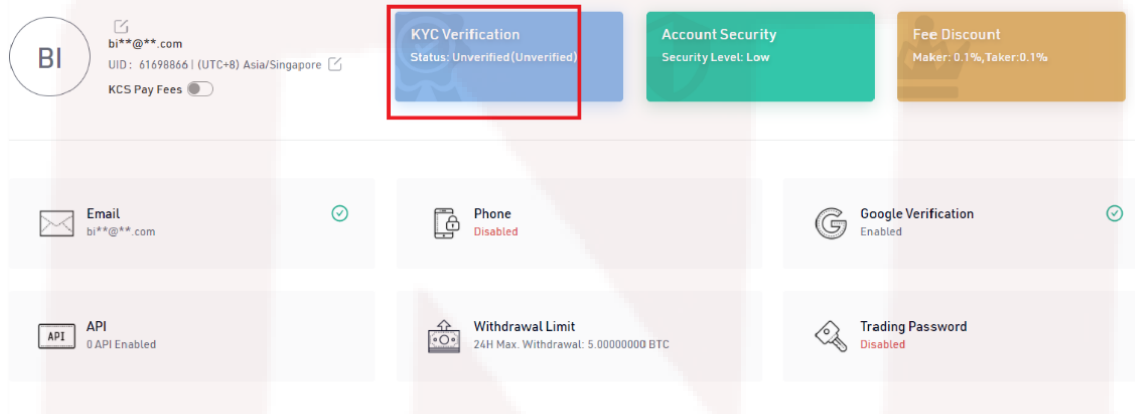 BI
bi**@**.com
UID: 61698866 | (UTC+8) Asia/Singapore
KCS Pay Fees
KYC Verification
Status: Unverified(Unverified)
Account Security
Security Level: Low
Fee Discount
Maker: 0.1%,Taker:0.1%
Email
bi**@**.com
Phone
Disabled
Google Verification
Enabled
API
API
0 API Enabled
Withdrawal Limit
24H Max. Withdrawal: 5.00000000 BTC
Trading Password
Disabled